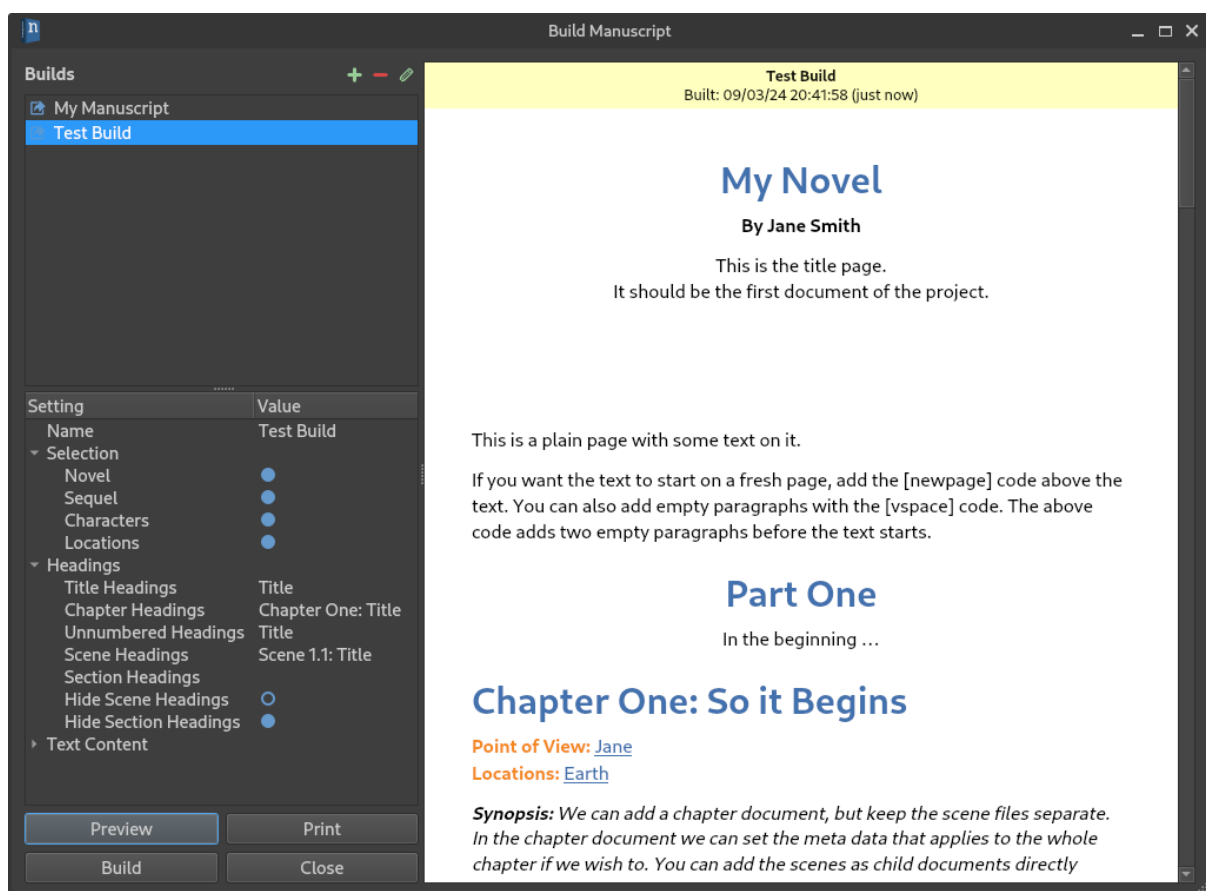 n
Build Manuscript
Builds
My Manuscript
Test Build
Setting Value
Name Test Build
Selection
Novel
Sequel
Characters
Locations
Headings
Title Headings Title
Chapter Headings Chapter One: Title
Unnumbered Headings Title
Scene Headings Scene 1.1: Title
Section Headings
Hide Scene Headings
Hide Section Headings
Text Content
Preview Print
Build Close
Test Build
Built: 09/03/24 20:41:58 (just now)
My Novel
By Jane Smith
This is the title page.
It should be the first document of the project.
This is a plain page with some text on it.
If you want the text to start on a fresh page, add the [newpage] code above the
text. You can also add empty paragraphs with the [vspace] code. The above
code adds two empty paragraphs before the text starts.
Part One
In the beginning …
Chapter One: So it Begins
Point of View: Jane
Locations: Earth
Synopsis: We can add a chapter document, but keep the scene files separate.
In the chapter document we can set the meta data that applies to the whole
chapter if we wish to. You can add the scenes as child documents directly